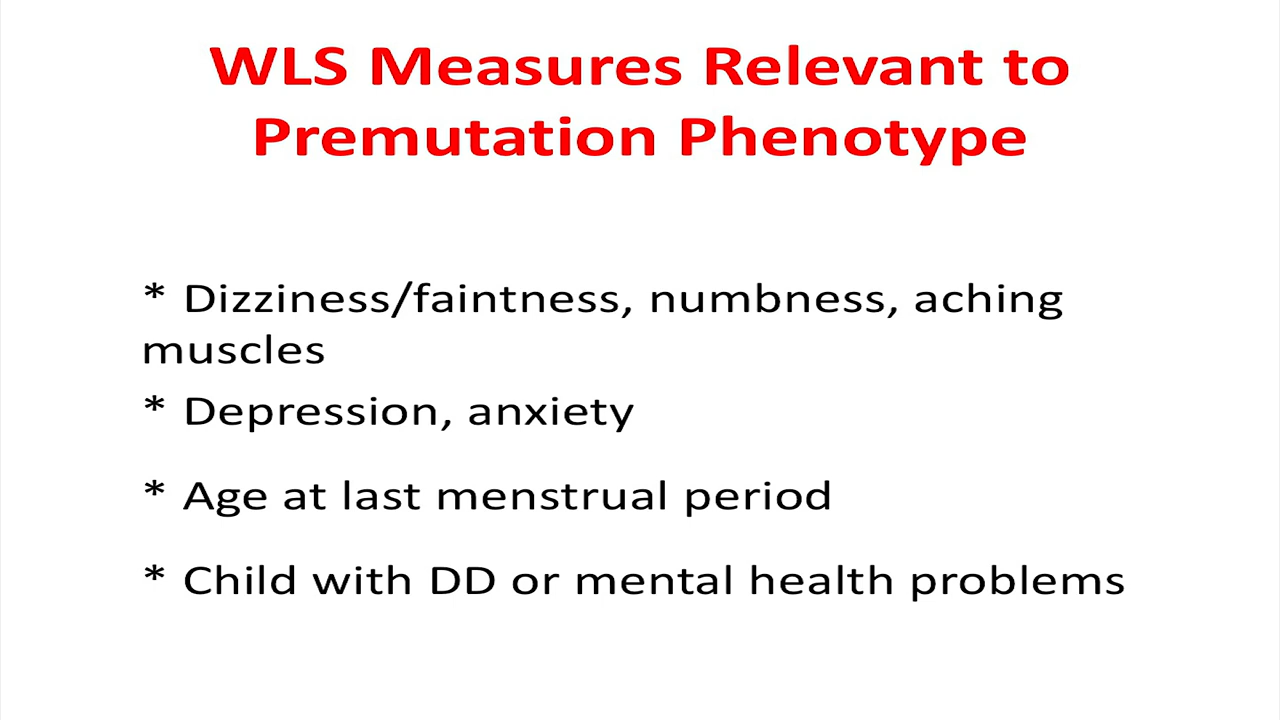 WLS Measures Relevant to
Premutation Phenotype
* Dizziness/faintness, numbness, aching
muscles
* Depression, anxiety
* Age at last menstrual period
* Child with DD or mental health problems